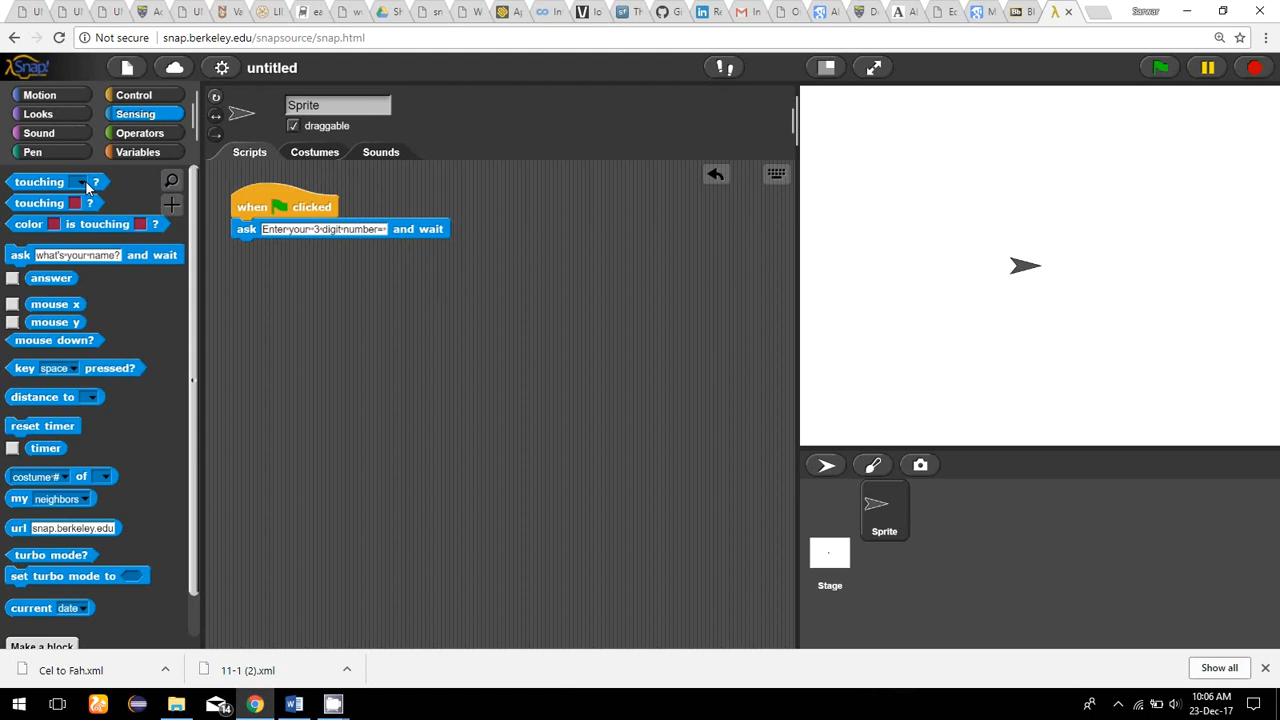 Sarwar
Not secure snap.berkeley.edu/snapsource/snap.html
Snap!
untitled
Motion Control
Looks Sensing
Sound Operators
Pen Variables
Sprite
draggable
Scripts Costumes Sounds
touching ?
touching ?
color is touching ?
ask what's your name? and wait
answer
mouse x
mouse y
mouse down?
key space pressed?
distance to
reset timer
timer
costume # of
my neighbors
url snap.berkeley.edu
turbo mode?
set turbo mode to
current date
Make a block
when clicked
ask Enter your 3 digit number= and wait
Sprite
Stage
Cel to Fah.xml
11-1 (2).xml
Show all
14
10:06 AM
23-Dec-17